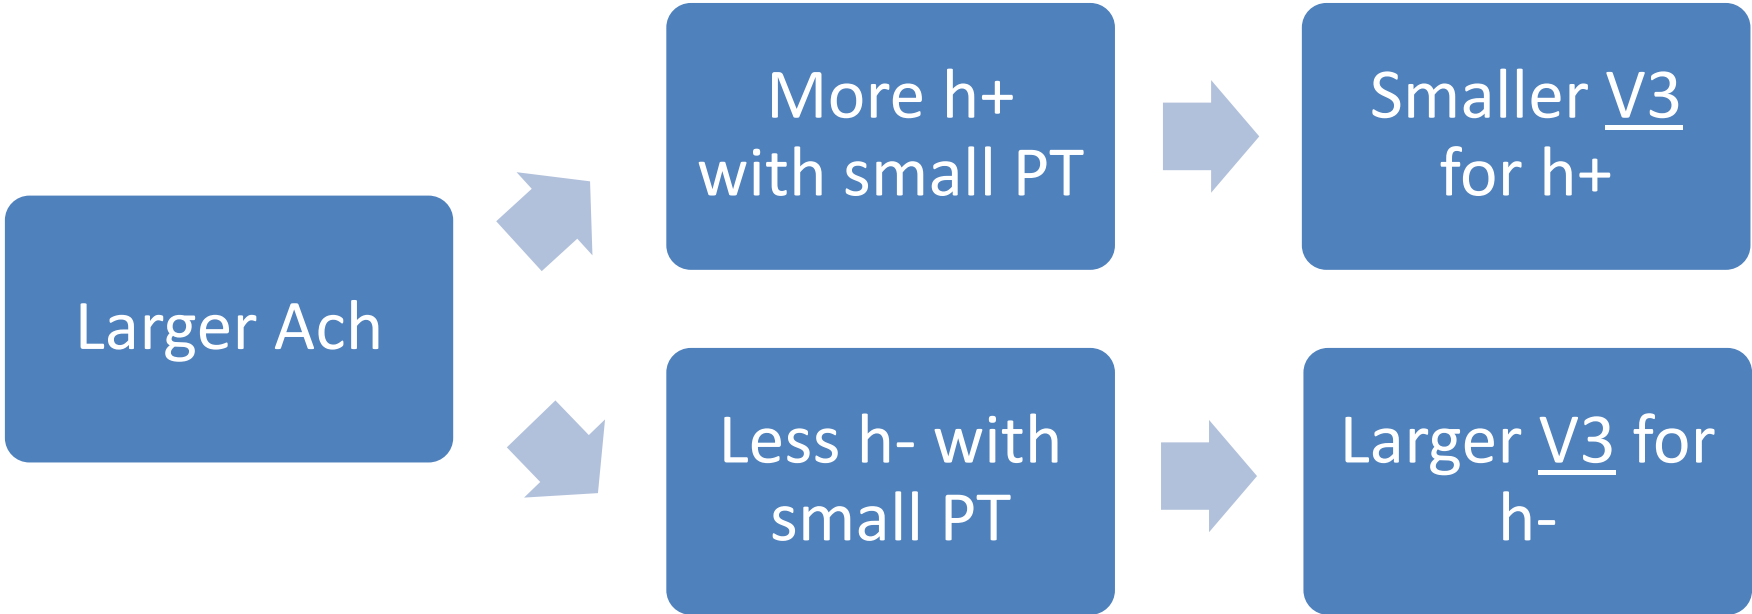 Larger Ach
More h+
with small PT
Smaller V3
for h+
Less h- with
small PT
Larger V3 for
h-